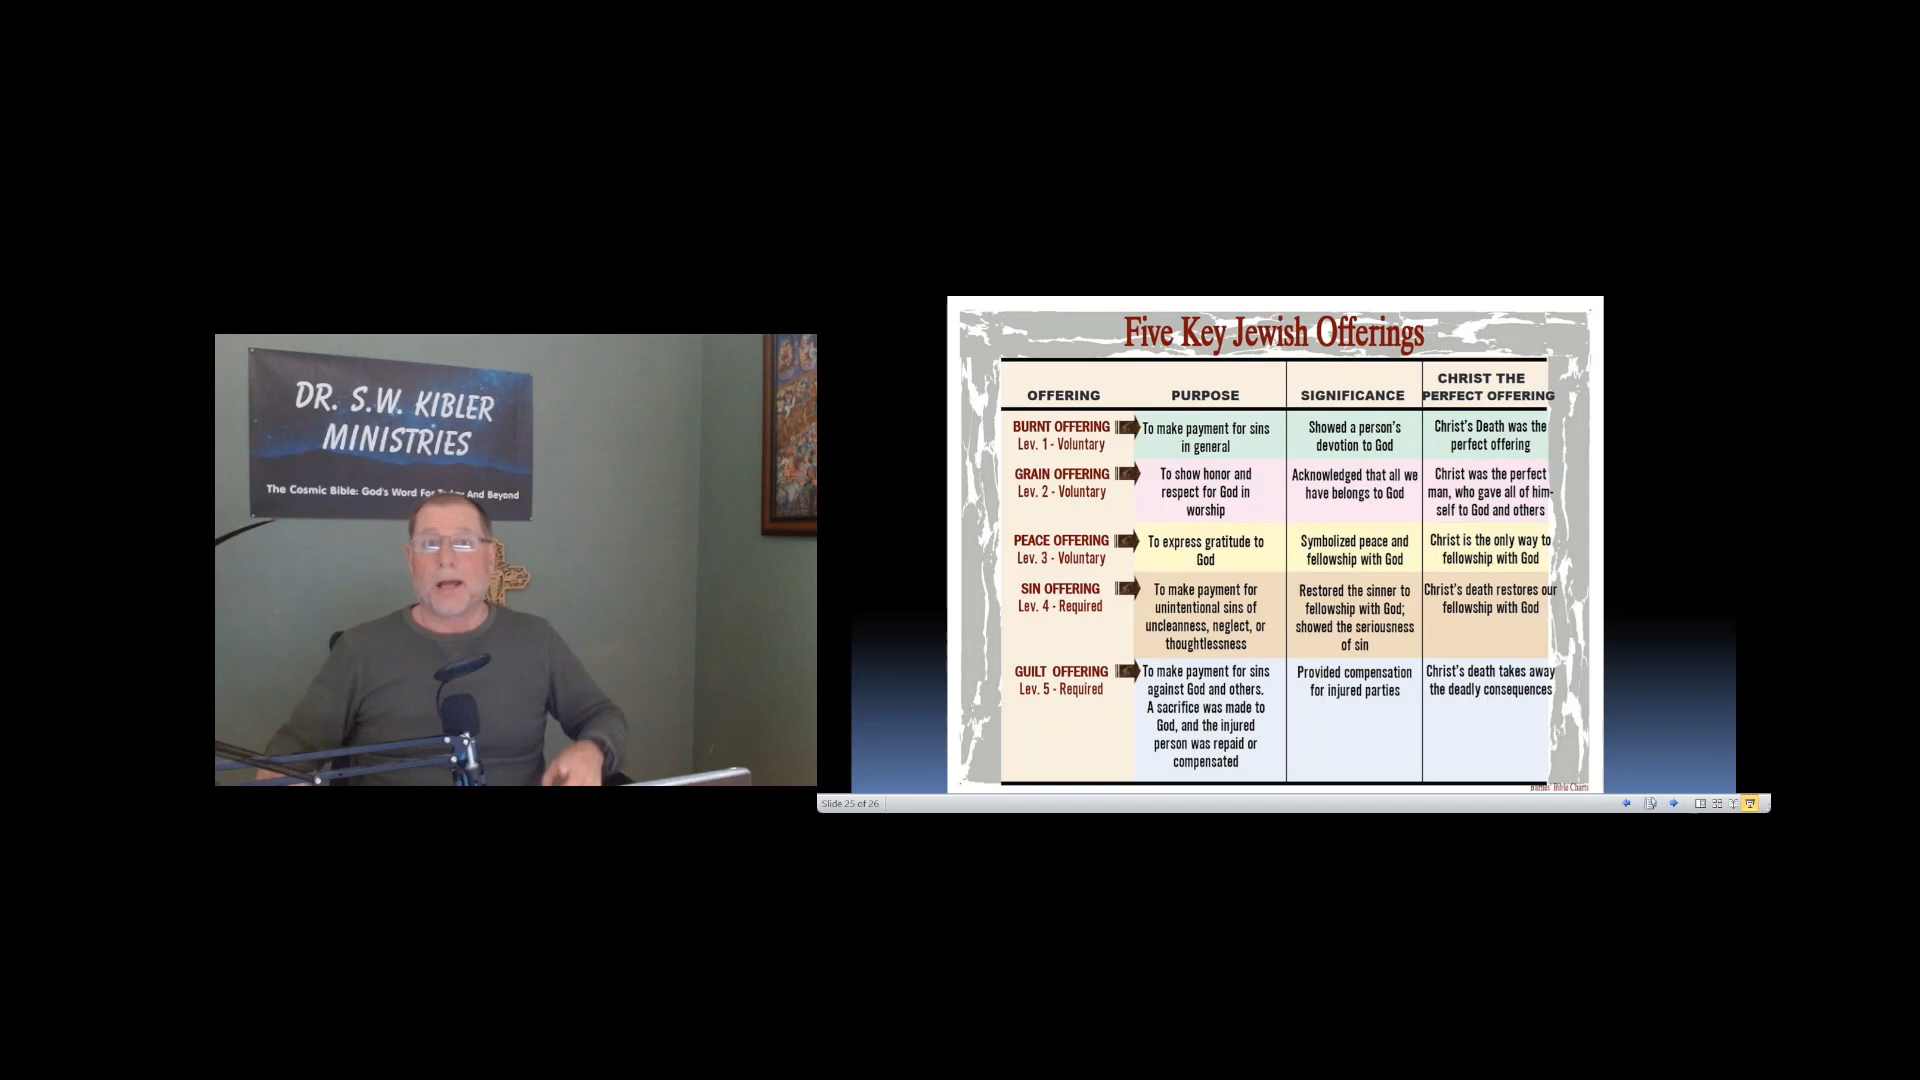 DR. S.W. KIBLER
MINISTRIES
The Cosmic Bible: God's Word For Today And Beyond
Five Key Jewish Offerings
OFFERING
PURPOSE
SIGNIFICANCE
CHRIST THE
PERFECT OFFERING
BURNT OFFERING
Lev. 1 - Voluntary
To make payment for sins
in general
Showed a person's
devotion to God
Christ's Death was the
perfect offering
GRAIN OFFERING
Lev. 2 - Voluntary
To show honor and
respect for God in
worship
Acknowledged that all we
have belongs to God
Christ was the perfect
man, who gave all of him-
self to God and others
PEACE OFFERING
Lev. 3 - Voluntary
To express gratitude to
God
Symbolized peace and
fellowship with God
Christ is the only way to
fellowship with God
SIN OFFERING
Lev. 4 - Required
To make payment for
unintentional sins of
uncleanness, neglect, or
thoughtlessness
Restored the sinner to
fellowship with God;
showed the seriousness
of sin
Christ's death restores our
fellowship with God
GUILT OFFERING
Lev. 5 - Required
To make payment for sins
against God and others.
A sacrifice was made to
God, and the injured
person was repaid or
compensated
Provided compensation
for injured parties
Christ's death takes away
the deadly consequences
Barnes' Bible Charts
Slide 25 of 26